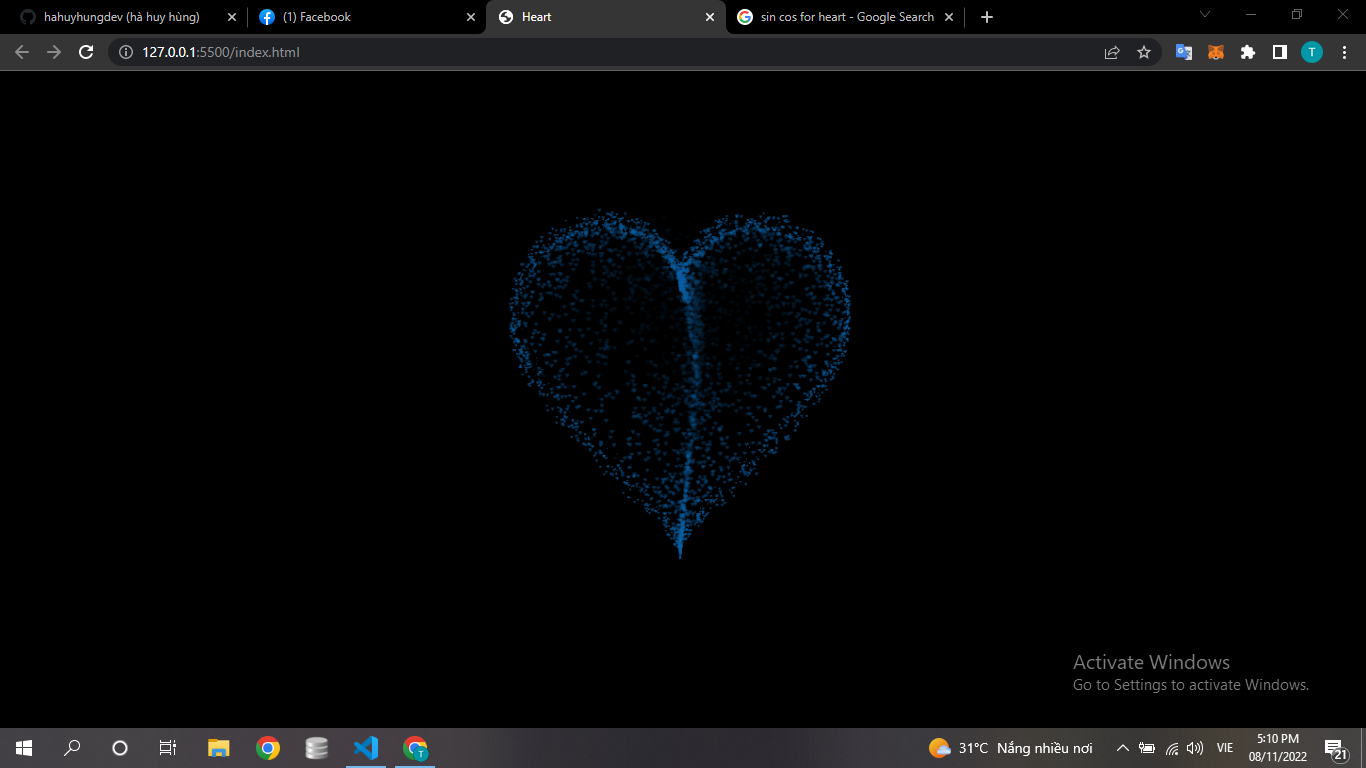 hahuyhungdev (hà huy hùng)
(1) Facebook
Heart
sin cos for heart - Google Search
127.0.0.1:5500/index.html
T
Activate Windows
Go to Settings to activate Windows.
T
31°C Nắng nhiều nơi
VIE
5:10 PM
08/11/2022
21